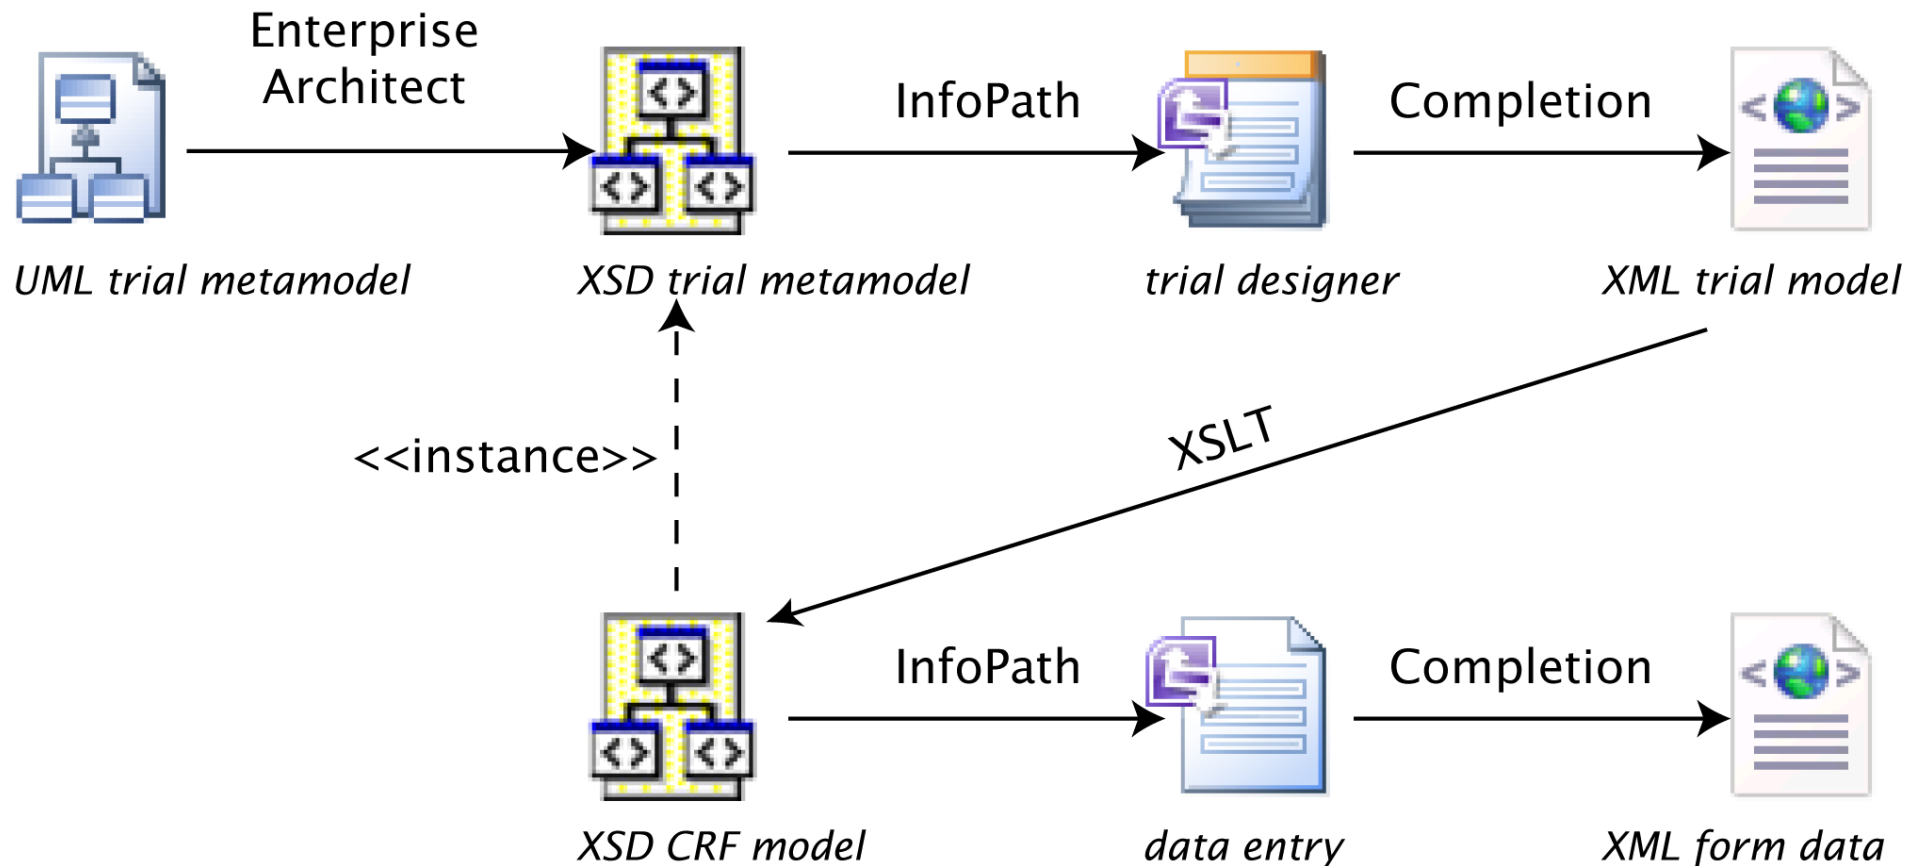 Enterprise
Architect
InfoPath
Completion
UML trial metamodel
XSD trial metamodel
trial designer
XML trial model
<<instance>>
XSLT
InfoPath
Completion
XSD CRF model
data entry
XML form data